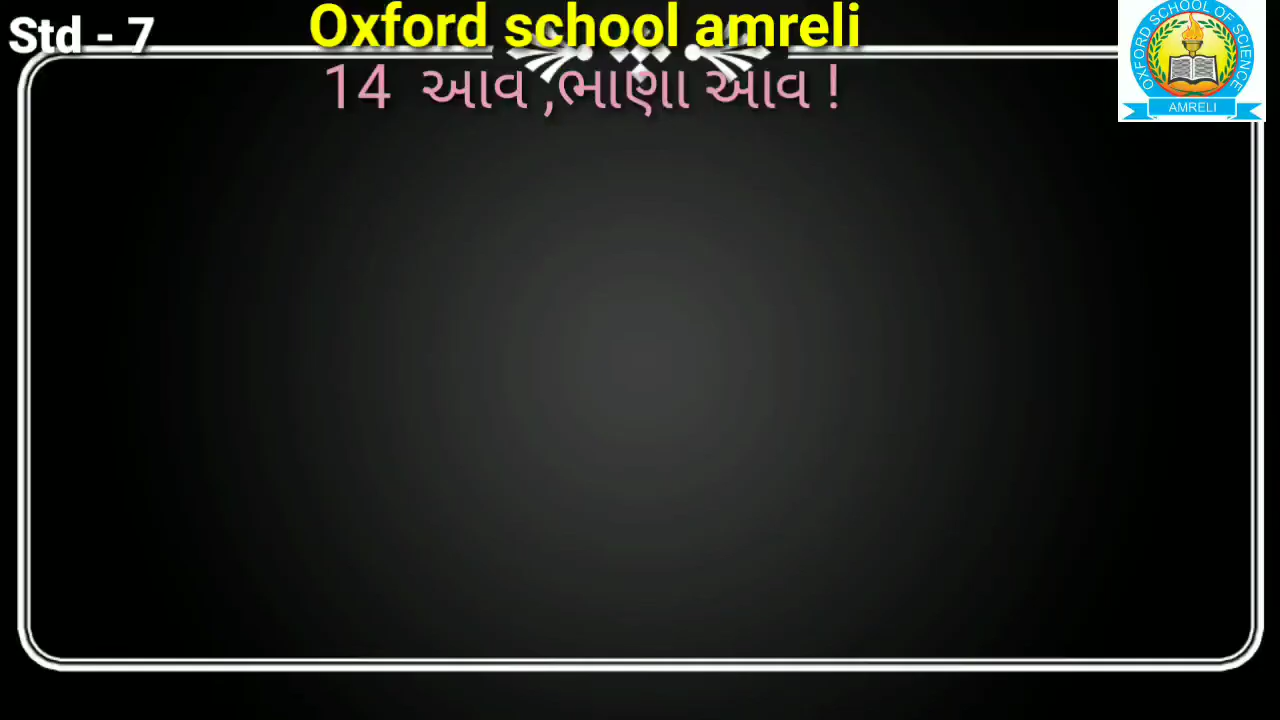 Std - 7
Oxford school amreli
14 આવ ,ભાણા આવ !
OXFORD SCHOOL OF SCIENCE
AMRELI